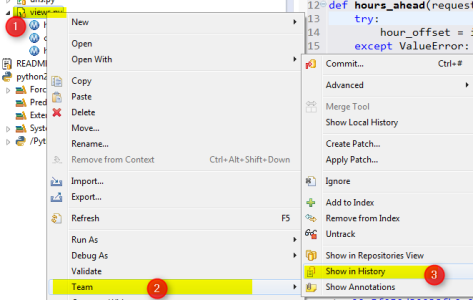 views.py
1
README
python2
Forc
Pred
Exter
Syste
/Pyt
New
Open
Open With
Copy
Paste
Delete
Move...
Rename...
Remove from Context Ctrl+Alt+Shift+Down
Import...
Export...
Refresh F5
Run As
Debug As
Validate
Team
2
12 def hours_ahead(request
13 try:
14 hour_offset = i
15 except ValueError:
Commit... Ctrl+#
Advanced
Merge Tool
Show Local History
Create Patch...
Apply Patch...
Ignore
Add to Index
Remove from Index
Untrack
Show in Repositories View
Show in History
3
Show Annotations